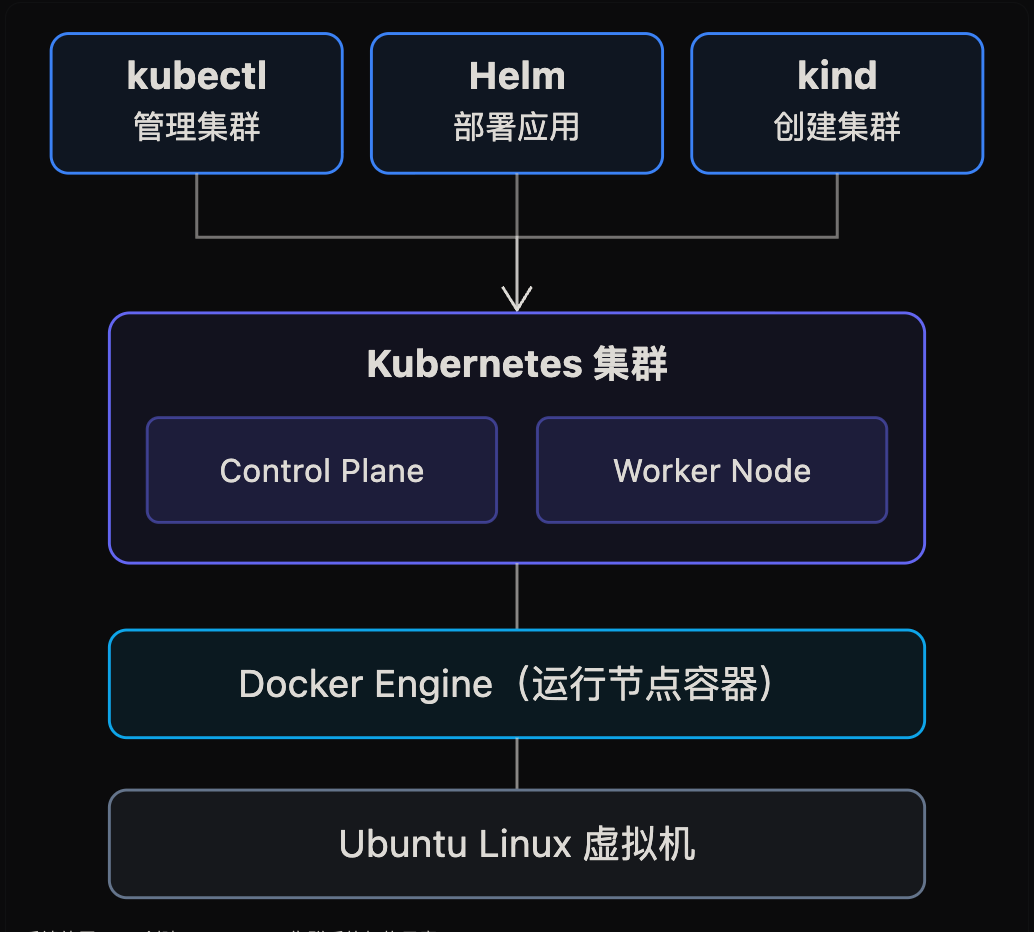 kubectl
管理集群
Helm
部署应用
kind
创建集群
Kubernetes 集群
Control Plane
Worker Node
Docker Engine（运行节点容器）
Ubuntu Linux 虚拟机